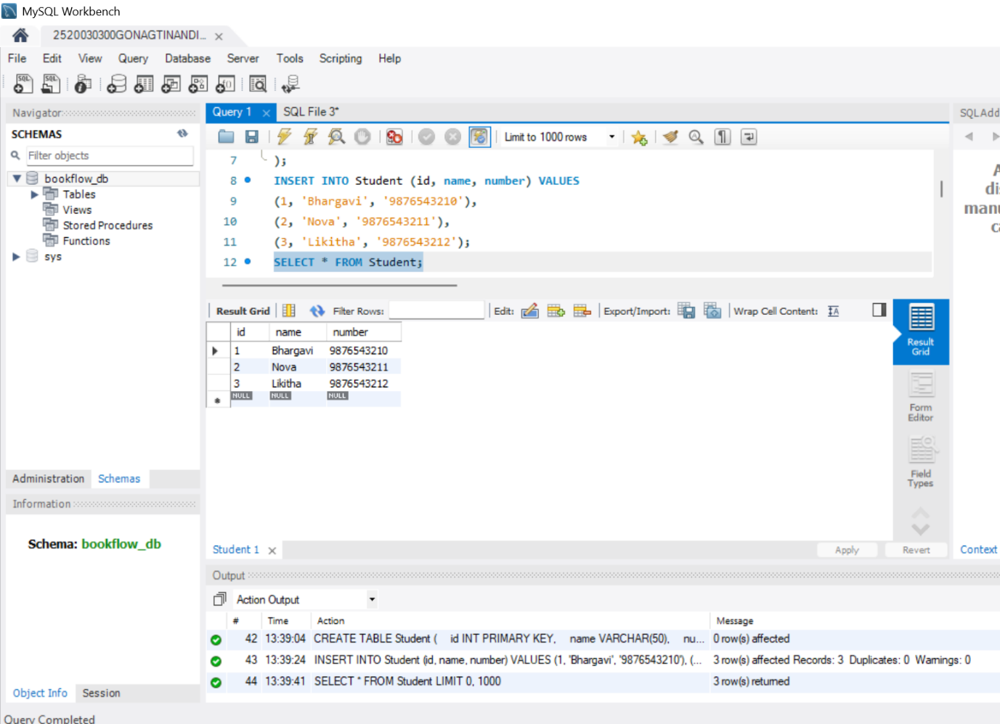 MySQL Workbench
2520030300GONAGTINANDI...
File Edit View Query Database Server Tools Scripting Help
Navigator
SCHEMAS
Filter objects
bookflow_db
Tables
Views
Stored Procedures
Functions
sys
Administration Schemas
Information
Schema: bookflow_db
Object Info Session
Query Completed
Query 1 SQL File 3*
Limit to 1000 rows
7 );
8 INSERT INTO Student (id, name, number) VALUES
9 (1, 'Bhargavi', '9876543210'),
10 (2, 'Nova', '9876543211'),
11 (3, 'Likitha', '9876543212');
12 SELECT * FROM Student;
Result Grid Filter Rows: Edit: Export/Import: Wrap Cell Content:
id name number
1 Bhargavi 9876543210
2 Nova 9876543211
3 Likitha 9876543212
NULL NULL NULL
Result
Grid
Form
Editor
Field
Types
Student 1 Apply Revert
Output
Action Output
# Time Action Message
42 13:39:04 CREATE TABLE Student ( id INT PRIMARY KEY, name VARCHAR(50), nu... 0 row(s) affected
43 13:39:24 INSERT INTO Student (id, name, number) VALUES (1, 'Bhargavi', '9876543210'), (... 3 row(s) affected Records: 3 Duplicates: 0 Warnings: 0
44 13:39:41 SELECT * FROM Student LIMIT 0, 1000 3 row(s) returned
SQLAdd
A
dis
manu
ca
Context